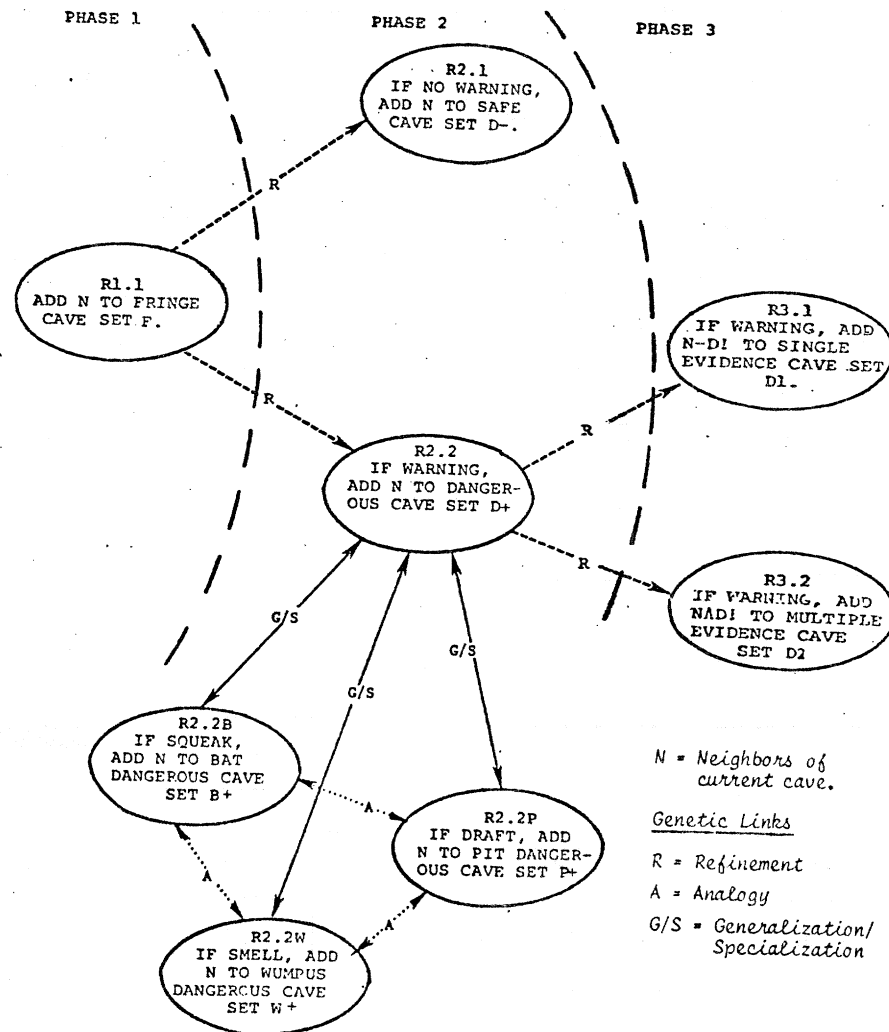 PHASE 1
PHASE 2
PHASE 3
R2.1
IF NO WARNING,
ADD N TO SAFE
CAVE SET D-.
R
R1.1
ADD N TO FRINGE
CAVE SET F.
R
R3.1
IF WARNING, ADD
N-D! TO SINGLE
EVIDENCE CAVE SET
D1.
R
R2.2
IF WARNING,
ADD N TO DANGER-
OUS CAVE SET D+
R
R3.2
IF WARNING, ADD
NAD! TO MULTIPLE
EVIDENCE CAVE
SET D2
G/S
G/S
G/S
R2.2B
IF SQUEAK,
ADD N TO BAT
DANGEROUS CAVE
SET B+
A
R2.2P
IF DRAFT, ADD
N TO PIT DANGER-
OUS CAVE SET P+
A
A
R2.2W
IF SMELL, ADD
N TO WUMPUS
DANGEROUS CAVE
SET W+
N = Neighbors of
current cave.
Genetic Links
R = Refinement
A = Analogy
G/S = Generalization/
Specialization